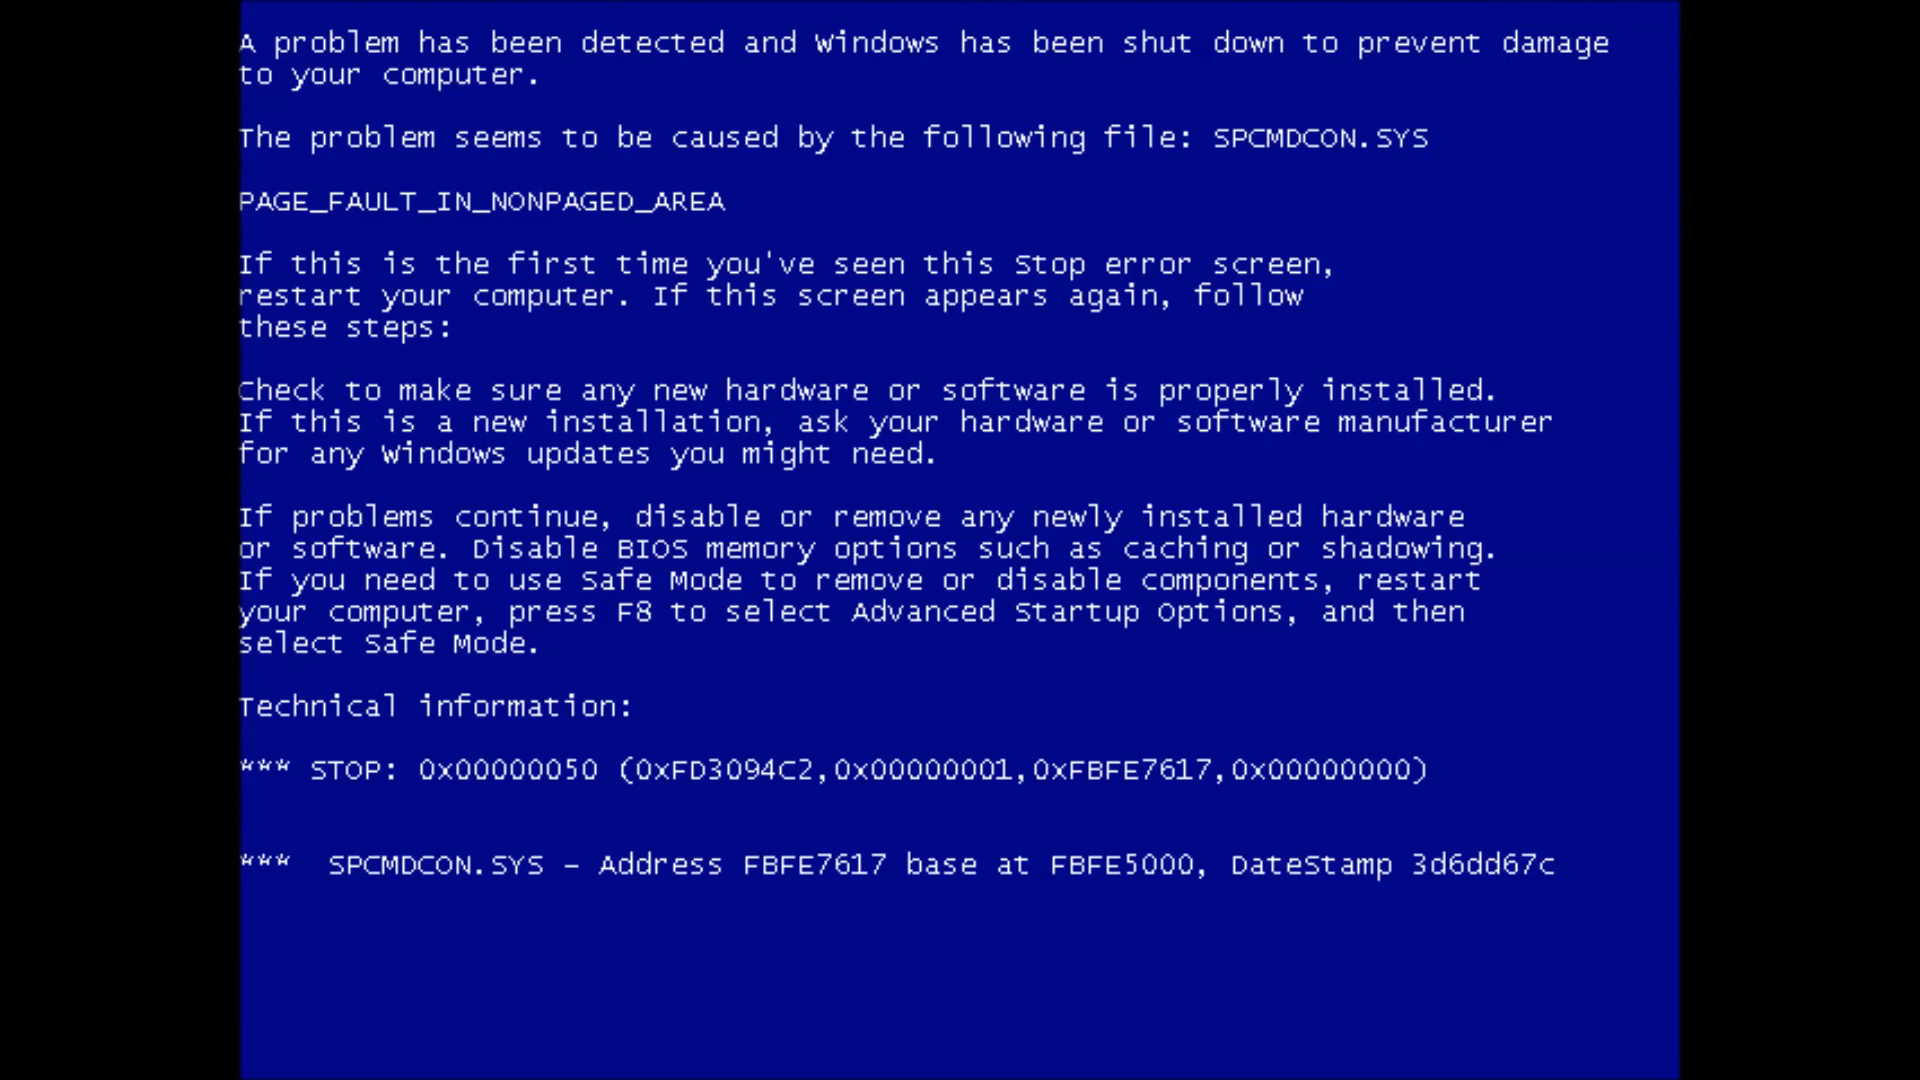 A problem has been detected and Windows has been shut down to prevent damage
to your computer.
The problem seems to be caused by the following file: SPCMDCON.SYS
PAGE_FAULT_IN_NONPAGED_AREA
If this is the first time you've seen this Stop error screen,
restart your computer. If this screen appears again, follow
these steps:
Check to make sure any new hardware or software is properly installed.
If this is a new installation, ask your hardware or software manufacturer
for any Windows updates you might need.
If problems continue, disable or remove any newly installed hardware
or software. Disable BIOS memory options such as caching or shadowing.
If you need to use Safe Mode to remove or disable components, restart
your computer, press F8 to select Advanced Startup Options, and then
select Safe Mode.
Technical information:
*** STOP: 0x00000050 (0xFD3094C2,0x00000001,0xFBFE7617,0x00000000)
***  SPCMDCON.SYS – Address FBFE7617 base at FBFE5000, DateStamp 3d6dd67c